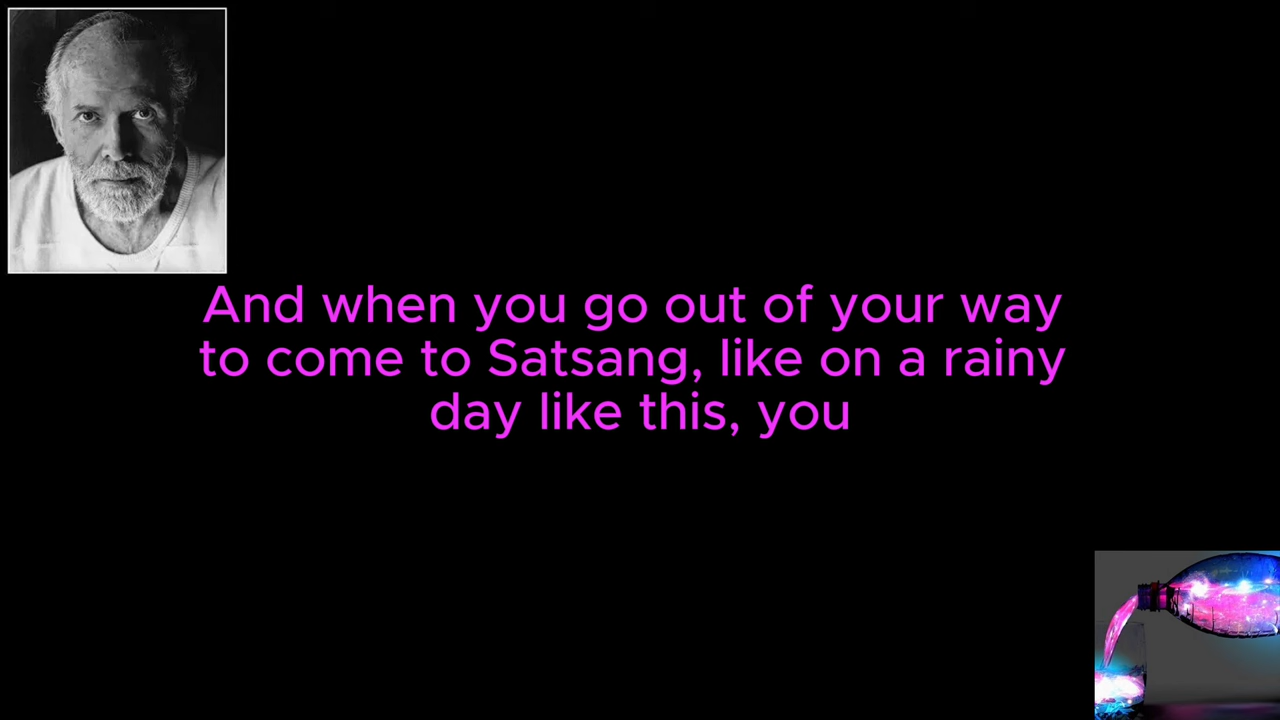 And when you go out of your way
to come to Satsang, like on a rainy
day like this, you